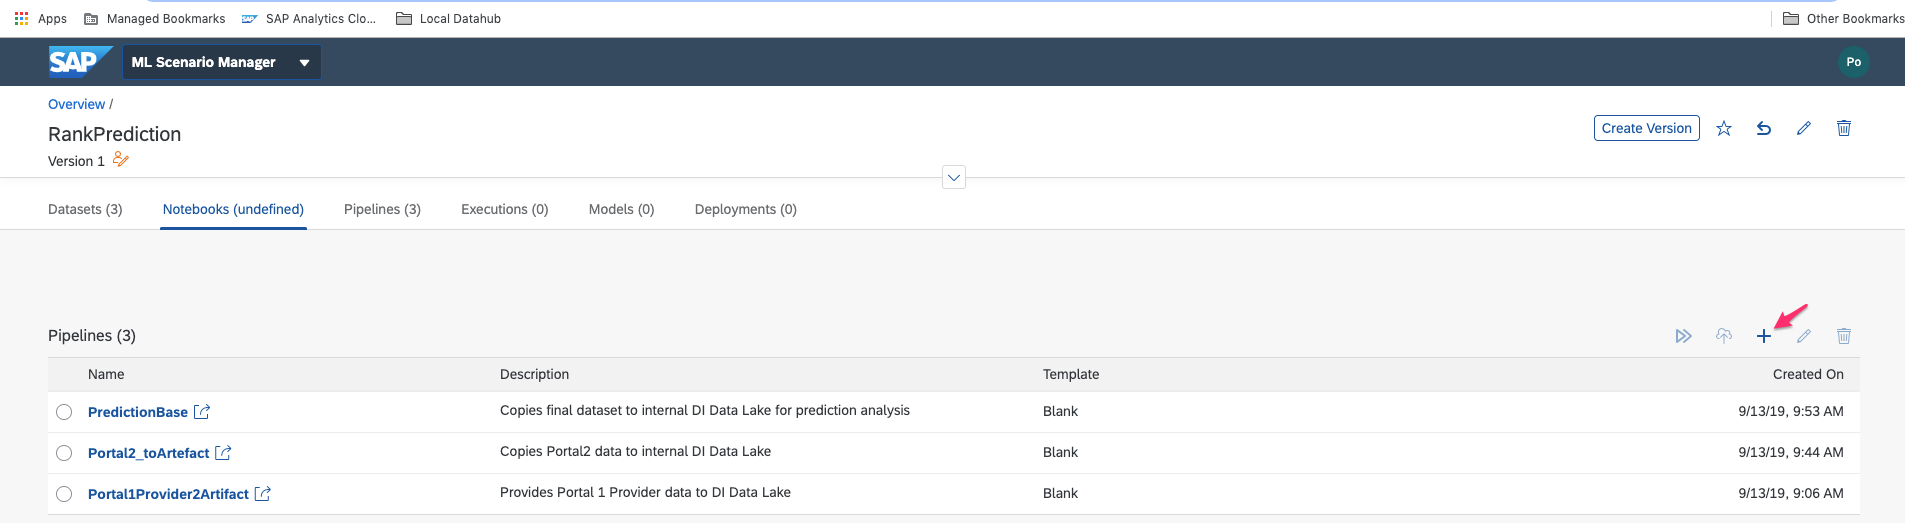 Apps Managed Bookmarks SAP Analytics Clo... Local Datahub Other Bookmarks
SAP ML Scenario Manager Po
Overview /
RankPrediction
Create Version
Version 1
Datasets (3) Notebooks (undefined) Pipelines (3) Executions (0) Models (0) Deployments (0)
Pipelines (3)
Name Description Template Created On
PredictionBase Copies final dataset to internal DI Data Lake for prediction analysis Blank 9/13/19, 9:53 AM
Portal2_toArtefact Copies Portal2 data to internal DI Data Lake Blank 9/13/19, 9:44 AM
Portal1Provider2Artifact Provides Portal 1 Provider data to DI Data Lake Blank 9/13/19, 9:06 AM